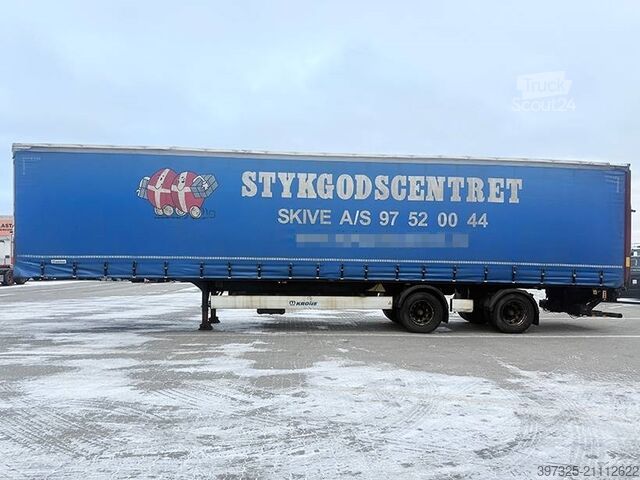 Truck
Scout24
STYKGODSCENTRET
SKIVE A/S 97 52 00 44
KRONE
397325-21112622